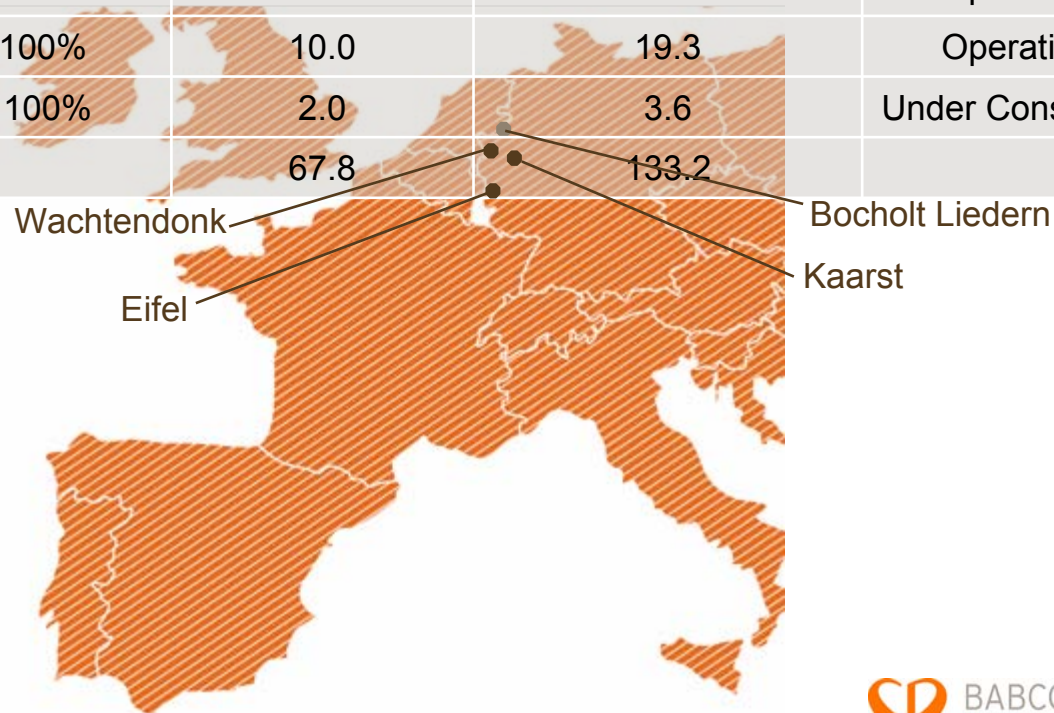 100% 10.0 19.3 Operati
100% 2.0 3.6 Under Cons
67.8 133.2
Wachtendonk
Bocholt Liedern
Kaarst
Eifel
BABCO